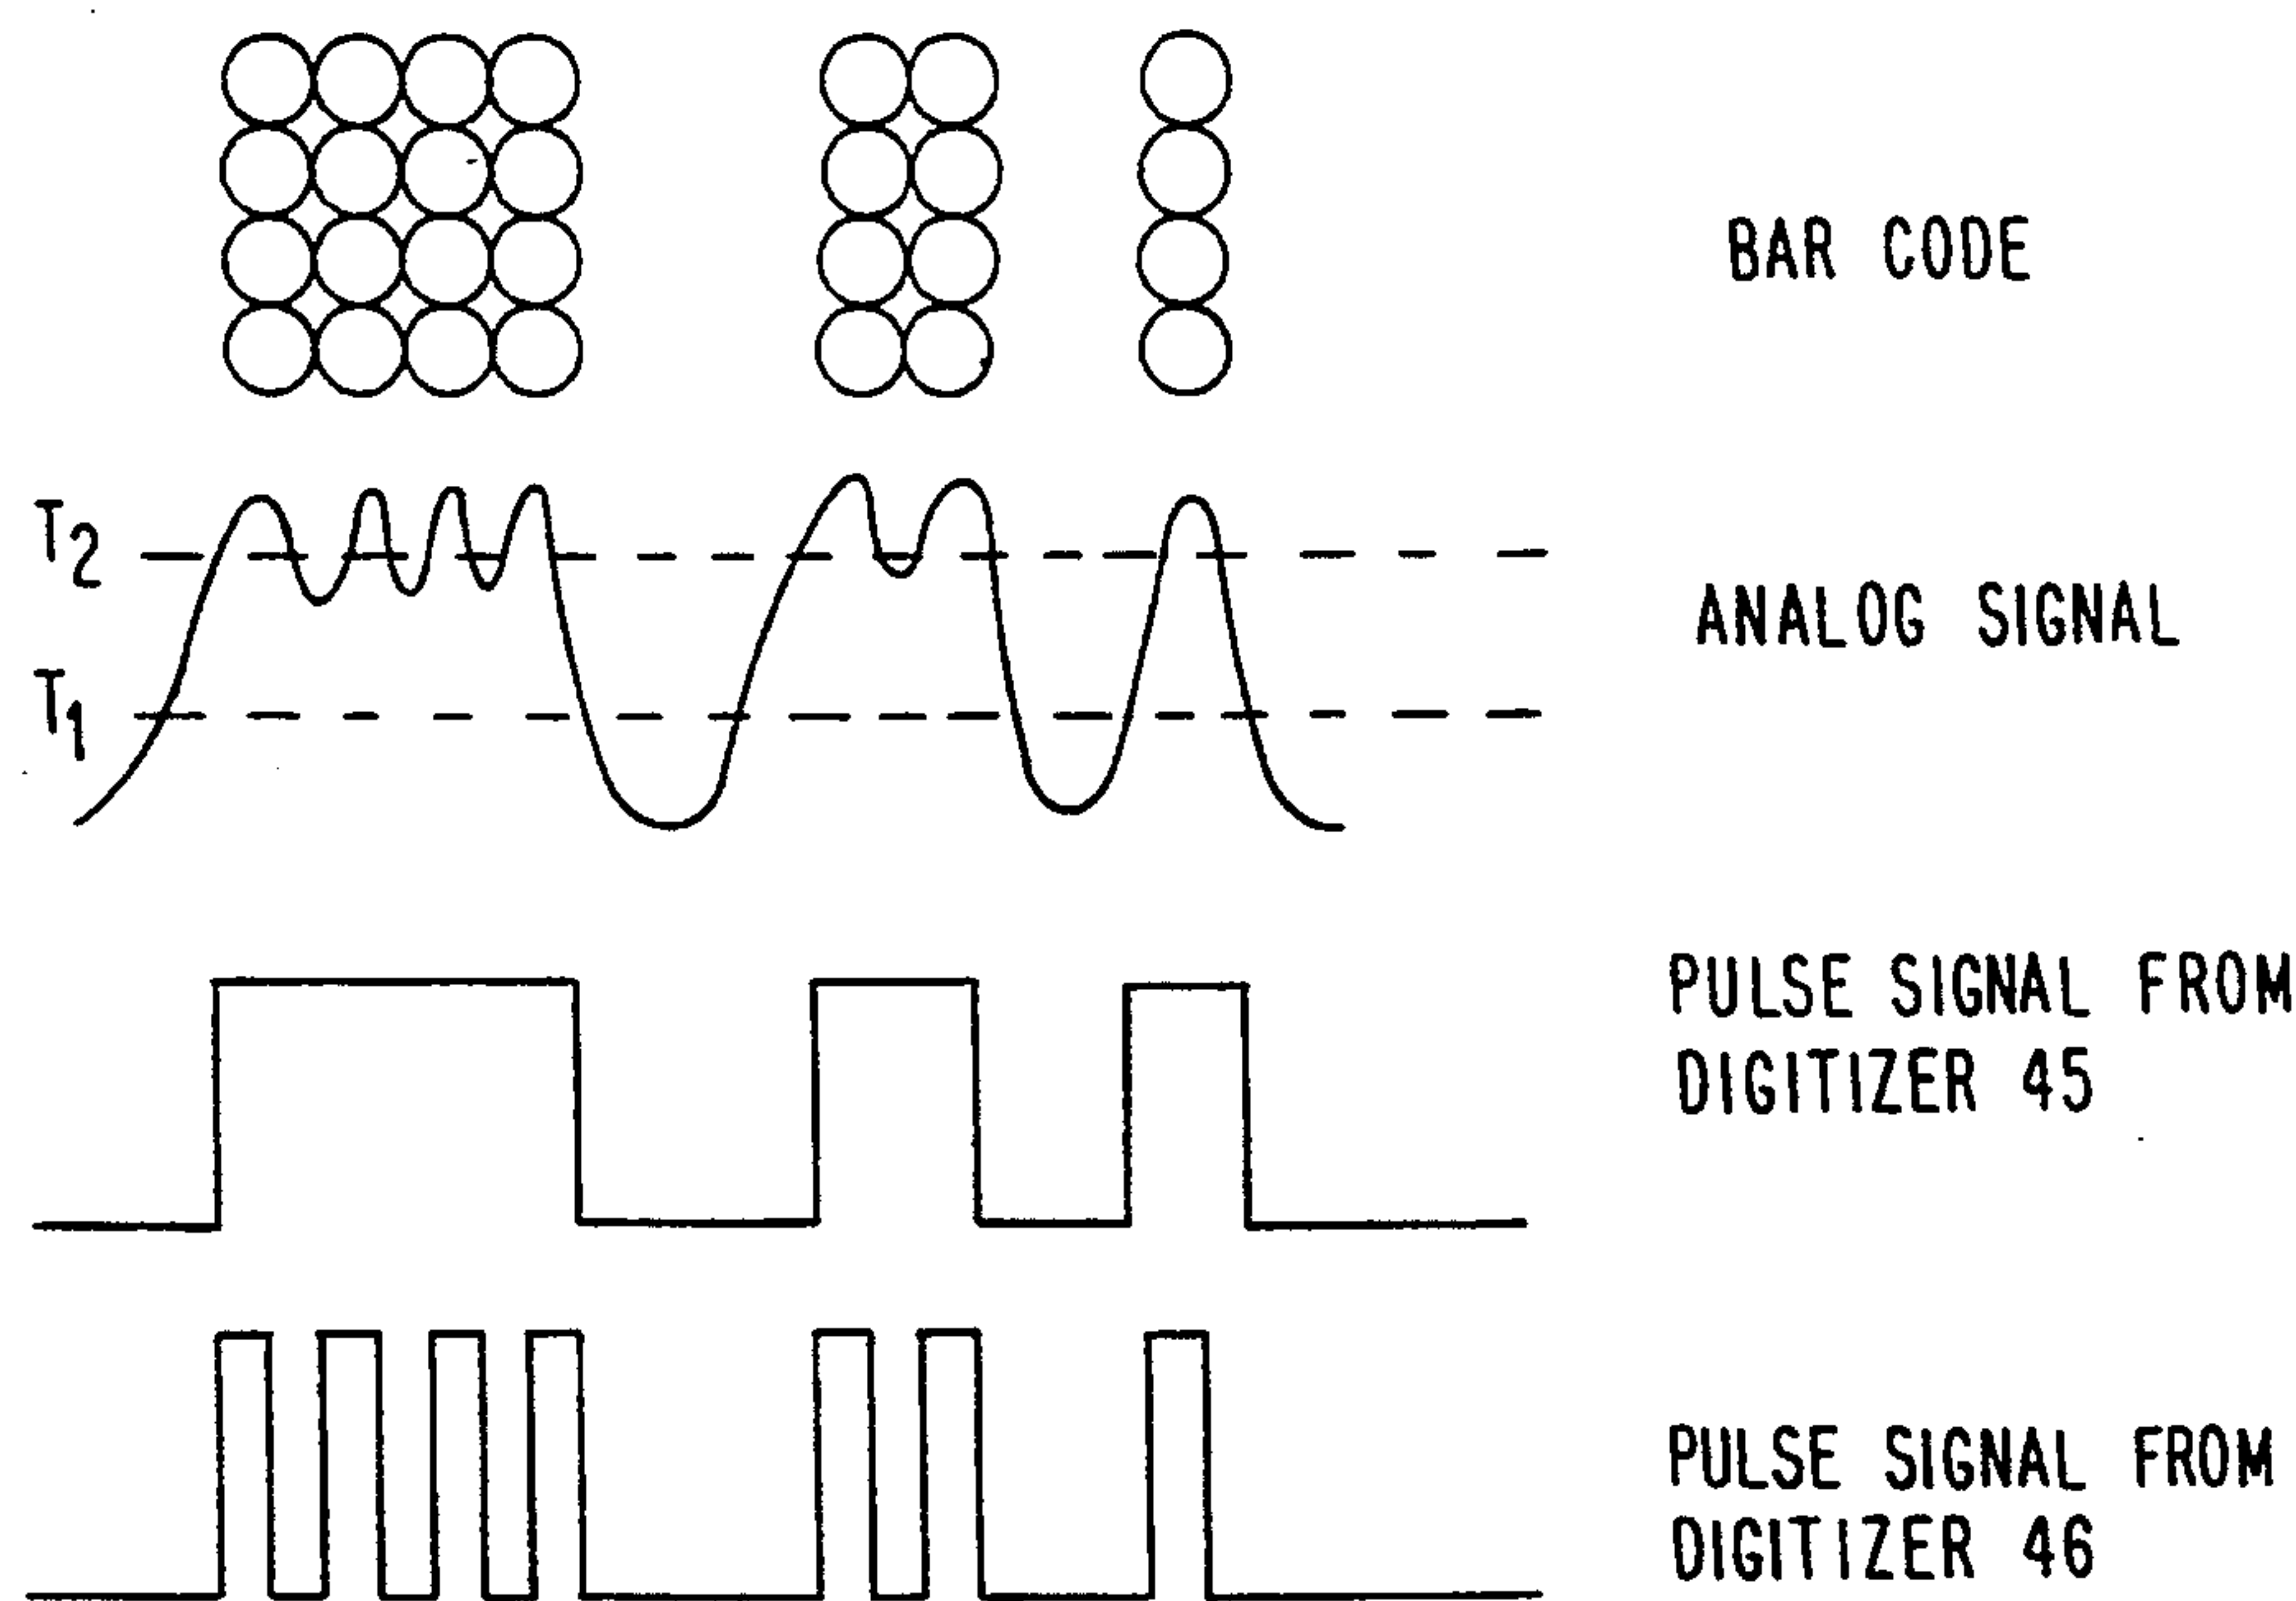 BAR CODE
T2
ANALOG SIGNAL
T1
PULSE SIGNAL FROM
DIGITIZER 45
PULSE SIGNAL FROM
DIGITIZER 46